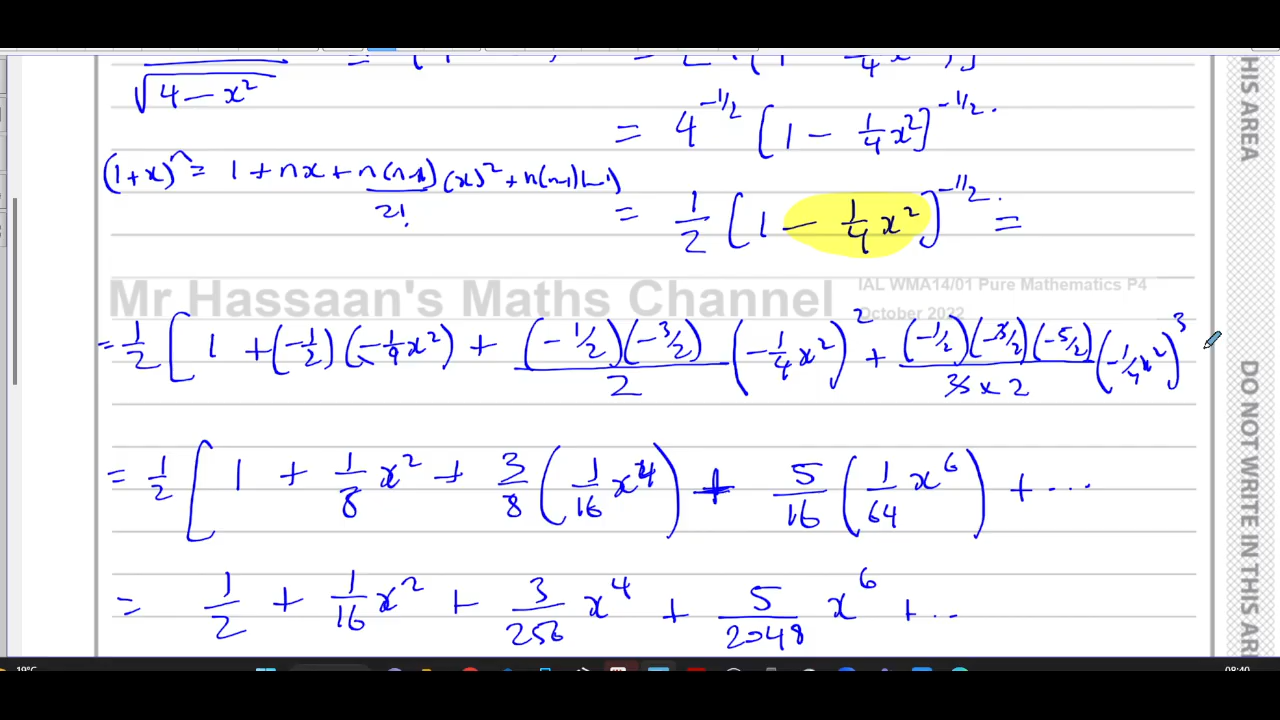 √(4 − x²)
= 4^(−1/2) [1 − 1/4 x²]^(−1/2).
(1+x)ⁿ = 1 + nx + n(n-1)/2! (x)² + n(n-1)(n-1)
= 1/2 [1 − 1/4 x²]^(−1/2). =
Mr Hassaan's Maths Channel
IAL WMA14/01 Pure Mathematics P4
October 2022
= 1/2 [ 1 + (−1/2)(−1/4 x²) + (−1/2)(−3/2)/2 (−1/4 x²)² + (−1/2)(−3/2)(−5/2)/(3×2) (−1/4 x²)³
= 1/2 [ 1 + 1/8 x² + 3/8 (1/16 x⁴) + 5/16 (1/64 x⁶) + ...
= 1/2 + 1/16 x² + 3/256 x⁴ + 5/2048 x⁶ + ...
HIS AREA
DO NOT WRITE IN THIS AR
19°C
08:40